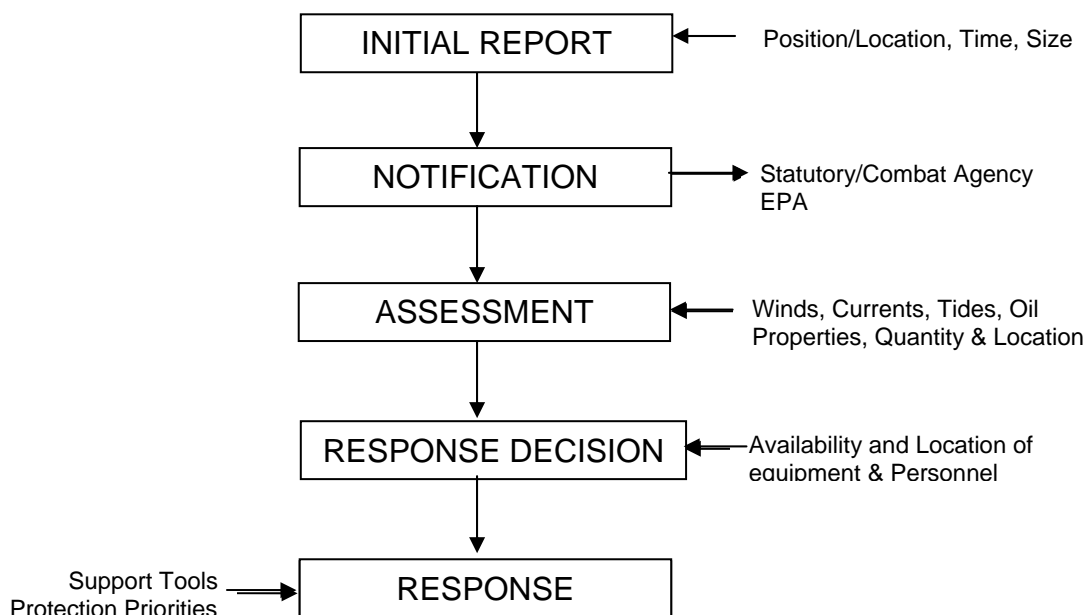 INITIAL REPORT
Position/Location, Time, Size
NOTIFICATION
Statutory/Combat Agency
EPA
ASSESSMENT
Winds, Currents, Tides, Oil
Properties, Quantity & Location
RESPONSE DECISION
Availability and Location of
equipment & Personnel
Support Tools
Protection Priorities
RESPONSE